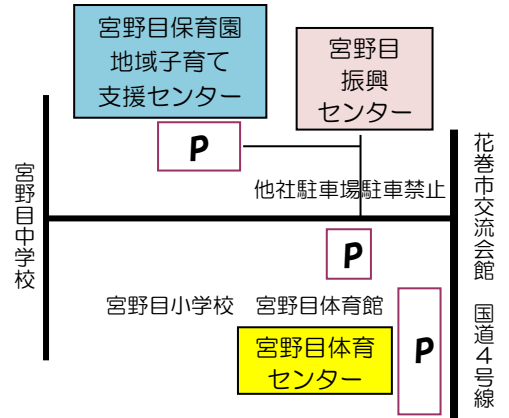 宮野目保育園
地域子育て
支援センター
宮野目
振興
センター
P
他社駐車場駐車禁止
宮野目中学校
花巻市交流会館　国道４号線
P
宮野目小学校　宮野目体育館
宮野目体育
センター
P